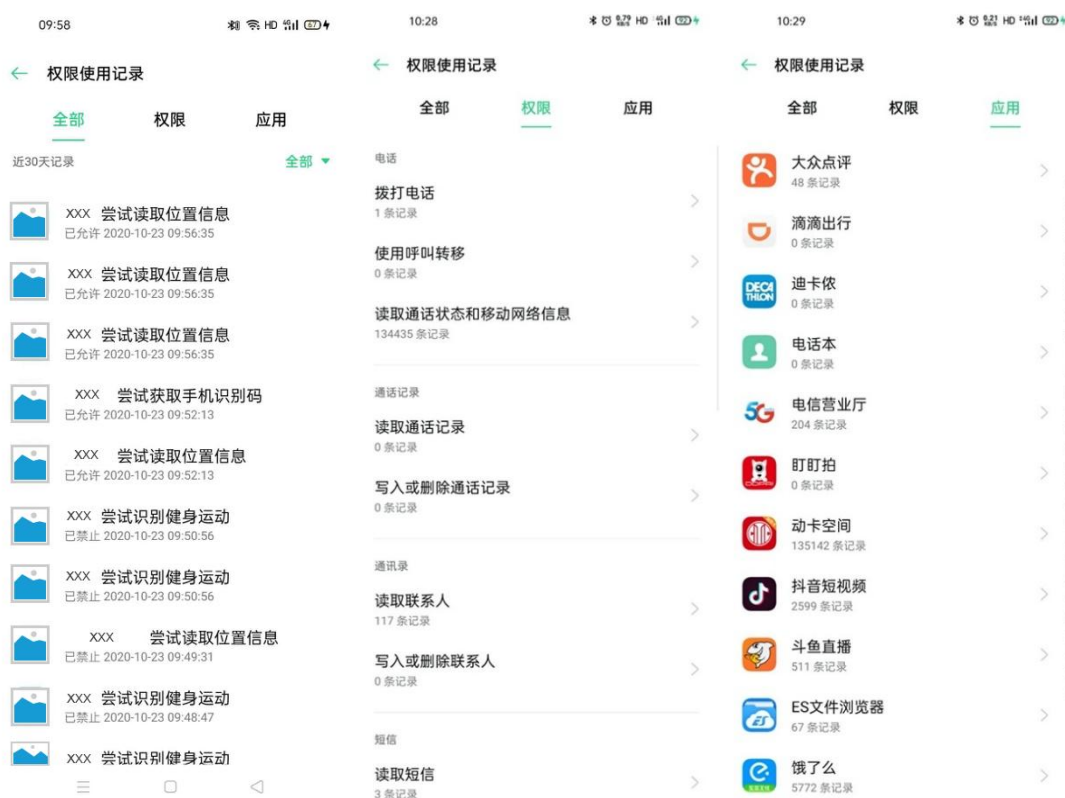 09:58
HD 4G 67
权限使用记录
全部 权限 应用
近30天记录 全部
XXX 尝试读取位置信息
已允许 2020-10-23 09:56:35
XXX 尝试读取位置信息
已允许 2020-10-23 09:56:35
XXX 尝试读取位置信息
已允许 2020-10-23 09:56:35
XXX 尝试获取手机识别码
已允许 2020-10-23 09:52:13
XXX 尝试读取位置信息
已允许 2020-10-23 09:52:13
XXX 尝试识别健身运动
已禁止 2020-10-23 09:50:56
XXX 尝试识别健身运动
已禁止 2020-10-23 09:50:56
XXX 尝试读取位置信息
已禁止 2020-10-23 09:49:31
XXX 尝试识别健身运动
已禁止 2020-10-23 09:48:47
XXX 尝试识别健身运动
10:28
0.79 KB/S HD 92
权限使用记录
全部 权限 应用
电话
拨打电话
1 条记录
使用呼叫转移
0 条记录
读取通话状态和移动网络信息
134435 条记录
通话记录
读取通话记录
0 条记录
写入或删除通话记录
0 条记录
通讯录
读取联系人
117 条记录
写入或删除联系人
0 条记录
短信
读取短信
3 条记录
10:29
0.21 KB/S HD 92
权限使用记录
全部 权限 应用
大众点评
48 条记录
滴滴出行
0 条记录
DECATHLON
迪卡侬
0 条记录
电话本
0 条记录
5G
电信营业厅
204 条记录
盯盯拍
0 条记录
动卡空间
135142 条记录
抖音短视频
2599 条记录
斗鱼直播
511 条记录
ES
ES文件浏览器
67 条记录
饿了么
5772 条记录